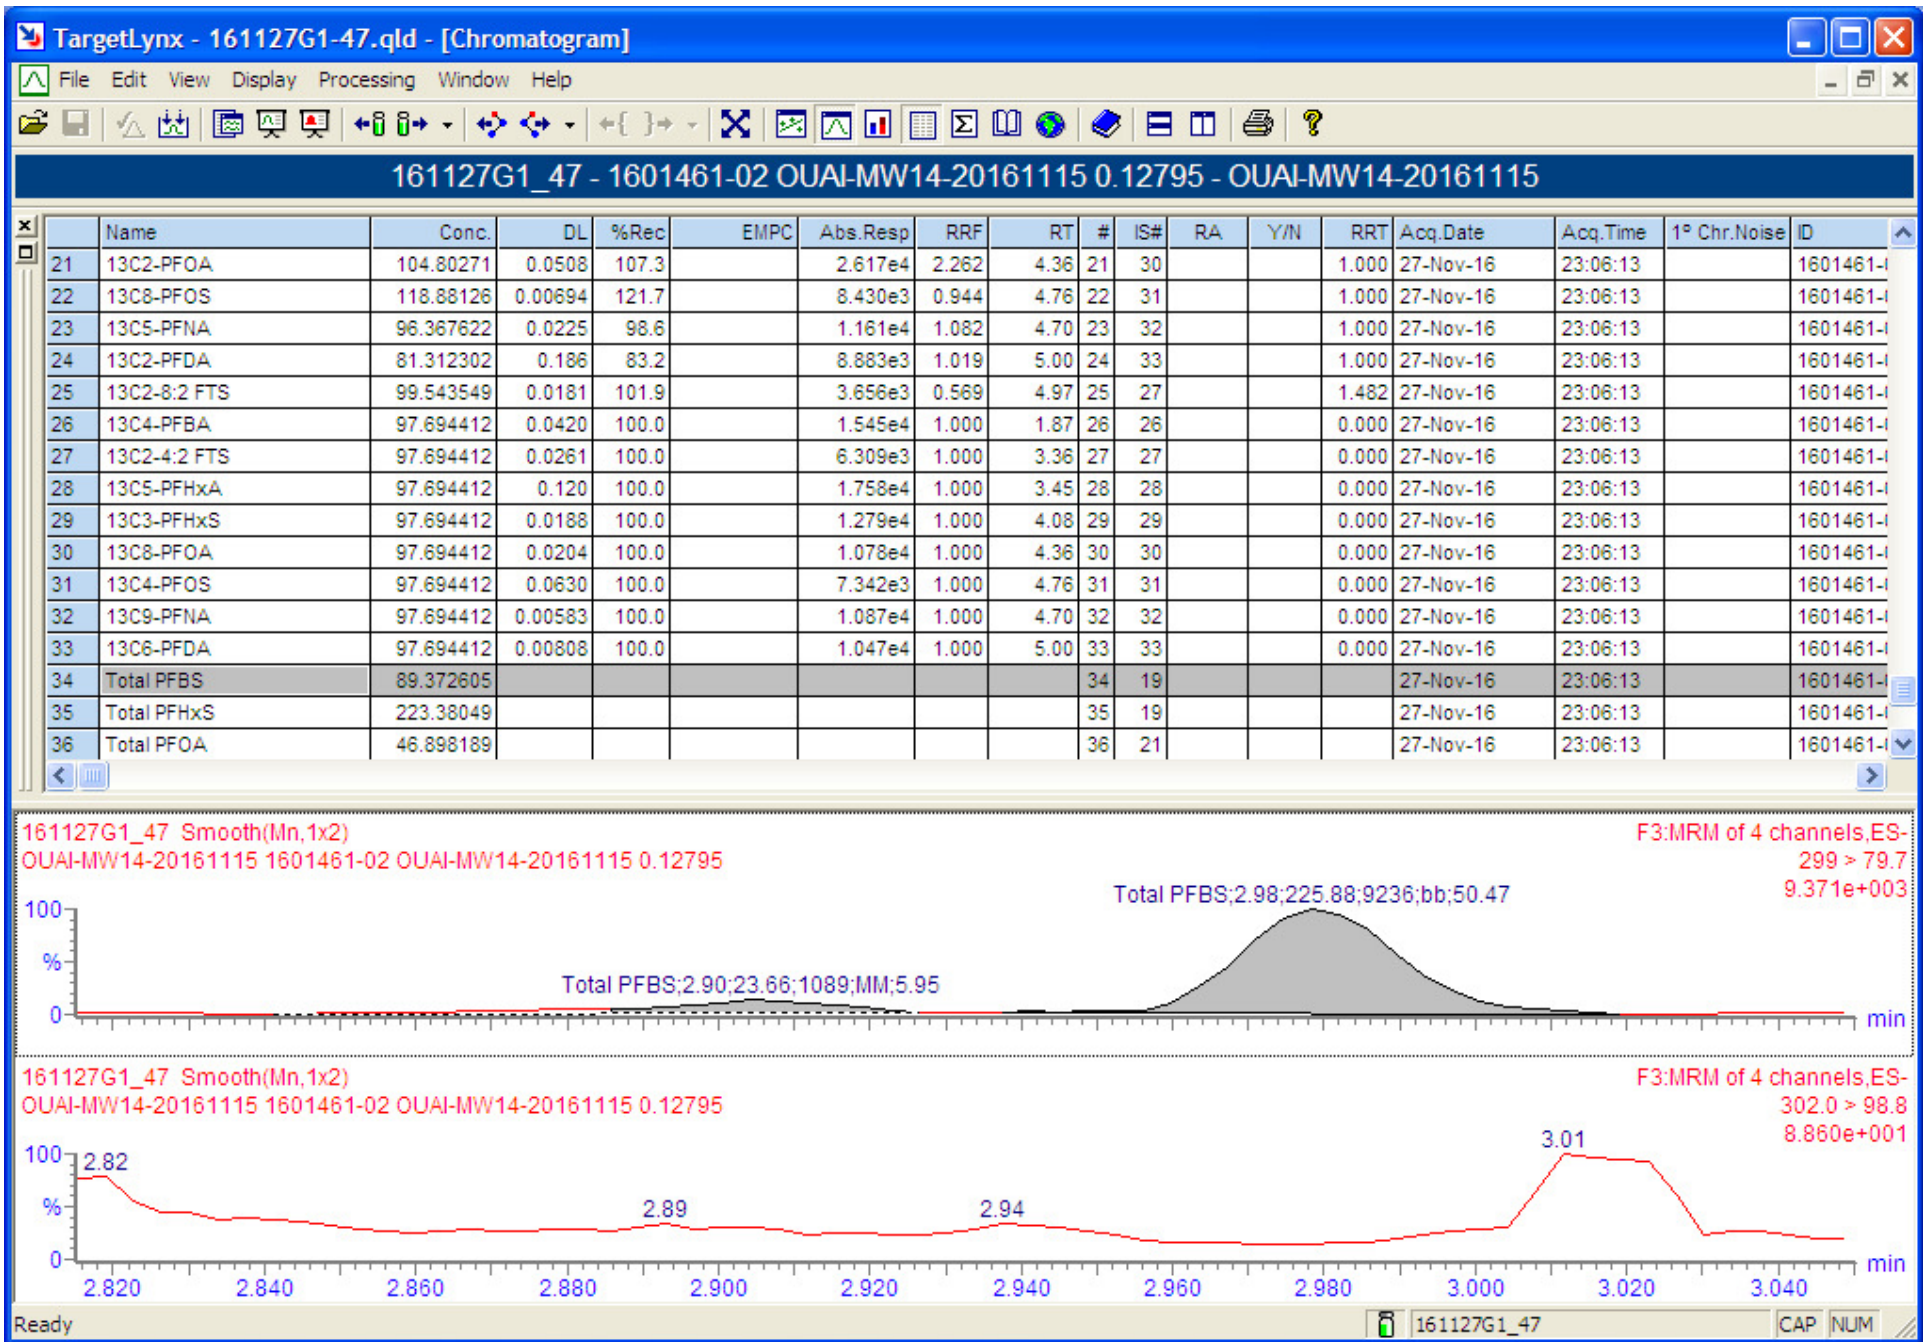 TargetLynx - 161127G1-47.qld - [Chromatogram]
File Edit View Display Processing Window Help
161127G1_47 - 1601461-02 OUAI-MW14-20161115 0.12795 - OUAI-MW14-20161115
Name Conc. DL %Rec EMPC Abs.Resp RRF RT # IS# RA Y/N RRT Acq.Date Acq.Time 1º Chr.Noise ID
21 13C2-PFOA 104.80271 0.0508 107.3 2.617e4 2.262 4.36 21 30 1.000 27-Nov-16 23:06:13 1601461-
22 13C8-PFOS 118.88126 0.00694 121.7 8.430e3 0.944 4.76 22 31 1.000 27-Nov-16 23:06:13 1601461-
23 13C5-PFNA 96.367622 0.0225 98.6 1.161e4 1.082 4.70 23 32 1.000 27-Nov-16 23:06:13 1601461-
24 13C2-PFDA 81.312302 0.186 83.2 8.883e3 1.019 5.00 24 33 1.000 27-Nov-16 23:06:13 1601461-
25 13C2-8:2 FTS 99.543549 0.0181 101.9 3.656e3 0.569 4.97 25 27 1.482 27-Nov-16 23:06:13 1601461-
26 13C4-PFBA 97.694412 0.0420 100.0 1.545e4 1.000 1.87 26 26 0.000 27-Nov-16 23:06:13 1601461-
27 13C2-4:2 FTS 97.694412 0.0261 100.0 6.309e3 1.000 3.36 27 27 0.000 27-Nov-16 23:06:13 1601461-
28 13C5-PFHxA 97.694412 0.120 100.0 1.758e4 1.000 3.45 28 28 0.000 27-Nov-16 23:06:13 1601461-
29 13C3-PFHxS 97.694412 0.0188 100.0 1.279e4 1.000 4.08 29 29 0.000 27-Nov-16 23:06:13 1601461-
30 13C8-PFOA 97.694412 0.0204 100.0 1.078e4 1.000 4.36 30 30 0.000 27-Nov-16 23:06:13 1601461-
31 13C4-PFOS 97.694412 0.0630 100.0 7.342e3 1.000 4.76 31 31 0.000 27-Nov-16 23:06:13 1601461-
32 13C9-PFNA 97.694412 0.00583 100.0 1.087e4 1.000 4.70 32 32 0.000 27-Nov-16 23:06:13 1601461-
33 13C6-PFDA 97.694412 0.00808 100.0 1.047e4 1.000 5.00 33 33 0.000 27-Nov-16 23:06:13 1601461-
34 Total PFBS 89.372605 34 19 27-Nov-16 23:06:13 1601461-
35 Total PFHxS 223.38049 35 19 27-Nov-16 23:06:13 1601461-
36 Total PFOA 46.898189 36 21 27-Nov-16 23:06:13 1601461-
161127G1_47 Smooth(Mn,1x2) F3:MRM of 4 channels,ES-
OUAI-MW14-20161115 1601461-02 OUAI-MW14-20161115 0.12795 299 > 79.7
9.371e+003
Total PFBS;2.98;225.88;9236;bb;50.47
100
%
Total PFBS;2.90;23.66;1089;MM;5.95
0
min
161127G1_47 Smooth(Mn,1x2) F3:MRM of 4 channels,ES-
OUAI-MW14-20161115 1601461-02 OUAI-MW14-20161115 0.12795 302.0 > 98.8
8.860e+001
3.01
100 2.82
% 2.89 2.94
0
min
2.820 2.840 2.860 2.880 2.900 2.920 2.940 2.960 2.980 3.000 3.020 3.040
Ready 161127G1_47 CAP NUM